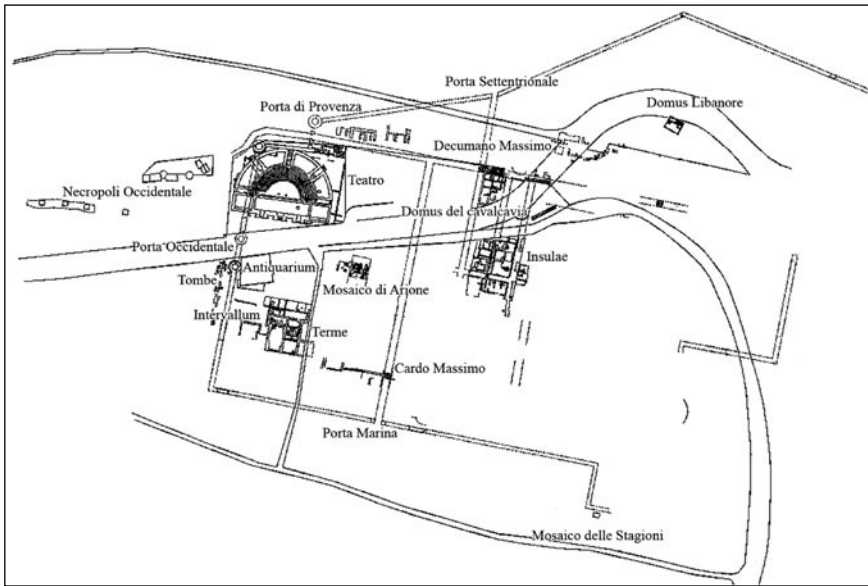 Porta Settentrionale
Porta di Provenza
Domus Libanore
Decumano Massimo
Teatro
Necropoli Occidentale
Domus del cavalcavia
Porta Occidentale
Insulae
Antiquarium
Tombe
Mosaico di Arione
Intervallum
Terme
Cardo Massimo
Porta Marina
Mosaico delle Stagioni